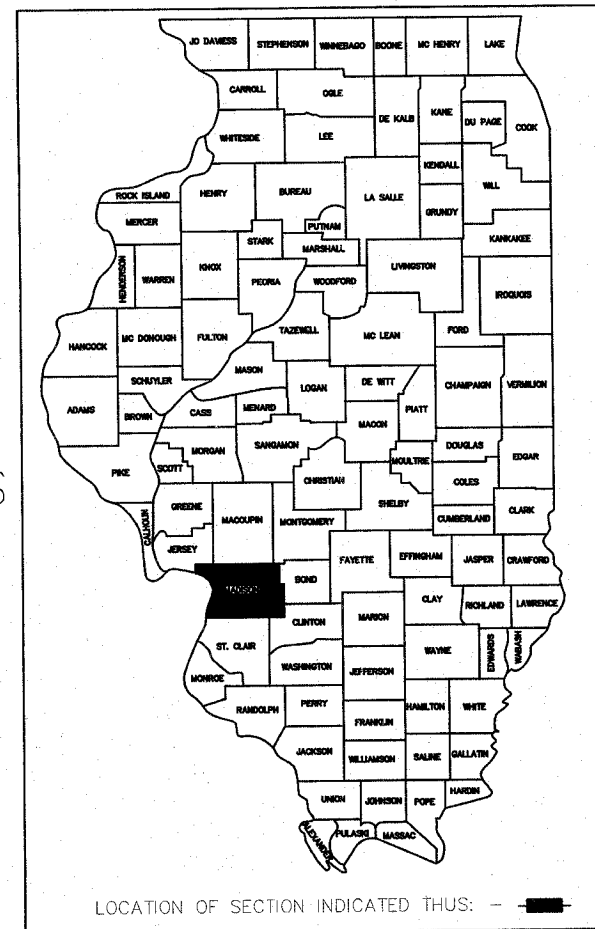 JO DAVIESS STEPHENSON WINNEBAGO BOONE MC HENRY LAKE
CARROLL OGLE DE KALB KANE DU PAGE COOK
WHITESIDE LEE KENDALL WILL
ROCK ISLAND HENRY BUREAU LA SALLE GRUNDY
MERCER PUTNAM KANKAKEE
HENDERSON WARREN KNOX STARK MARSHALL LIVINGSTON IROQUOIS
PEORIA WOODFORD
HANCOCK MC DONOUGH FULTON TAZEWELL MC LEAN FORD
SCHUYLER MASON LOGAN DE WITT CHAMPAIGN VERMILION
ADAMS BROWN CASS MENARD MACON PIATT
PIKE SCOTT MORGAN SANGAMON CHRISTIAN MOULTRIE DOUGLAS EDGAR
COLES
CALHOUN GREENE MACOUPIN MONTGOMERY SHELBY CUMBERLAND CLARK
JERSEY FAYETTE EFFINGHAM JASPER CRAWFORD
MADISON BOND CLAY RICHLAND LAWRENCE
CLINTON MARION
ST. CLAIR WASHINGTON JEFFERSON WAYNE EDWARDS WABASH
MONROE
RANDOLPH PERRY HAMILTON WHITE
FRANKLIN
JACKSON WILLIAMSON SALINE GALLATIN
UNION JOHNSON POPE HARDIN
ALEXANDER PULASKI MASSAC
LOCATION OF SECTION INDICATED THUS: -